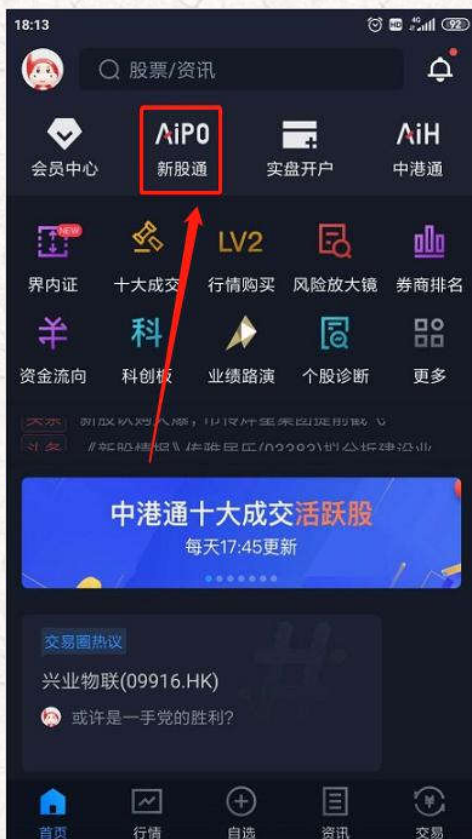 18:13
HD 4G 92
股票/资讯
AiPO AiH
会员中心 新股通 实盘开户 中港通
NEW
LV2
界内证 十大成交 行情购买 风险放大镜 券商排名
科
资金流向 科创板 业绩路演 个股诊断 更多
中港通十大成交活跃股
每天17:45更新
交易圈热议
兴业物联(09916.HK)
或许是一手党的胜利?
首页 行情 自选 资讯 交易